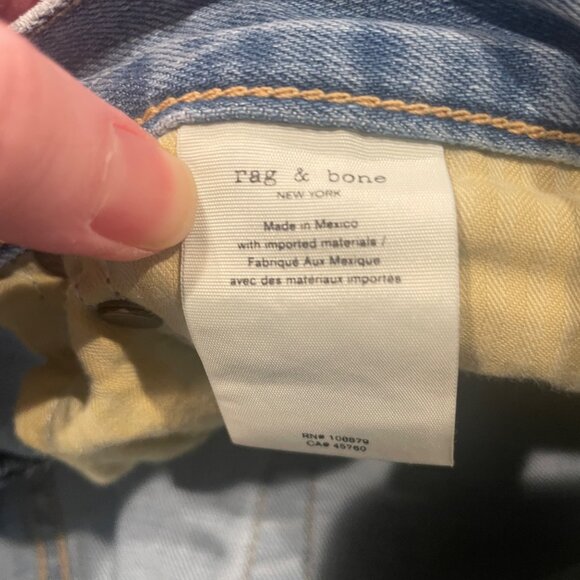 rag & bone
NEW YORK
Made in Mexico
with imported materials /
Fabriqué Aux Mexique
avec des matériaux importés
RN# 108879
CA# 45760